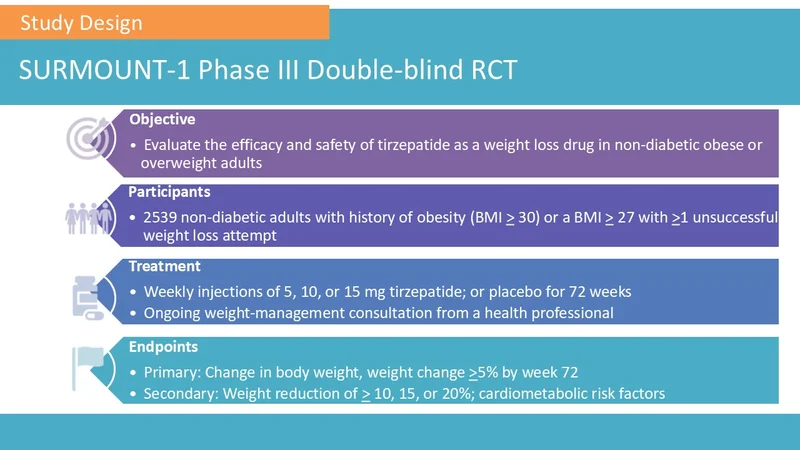 Study Design
SURMOUNT-1 Phase III Double-blind RCT
Objective
• Evaluate the efficacy and safety of tirzepatide as a weight loss drug in non-diabetic obese or
overweight adults
Participants
• 2539 non-diabetic adults with history of obesity (BMI > 30) or a BMI > 27 with >1 unsuccessful
weight loss attempt
Treatment
• Weekly injections of 5, 10, or 15 mg tirzepatide; or placebo for 72 weeks
• Ongoing weight-management consultation from a health professional
Endpoints
• Primary: Change in body weight, weight change >5% by week 72
• Secondary: Weight reduction of > 10, 15, or 20%; cardiometabolic risk factors